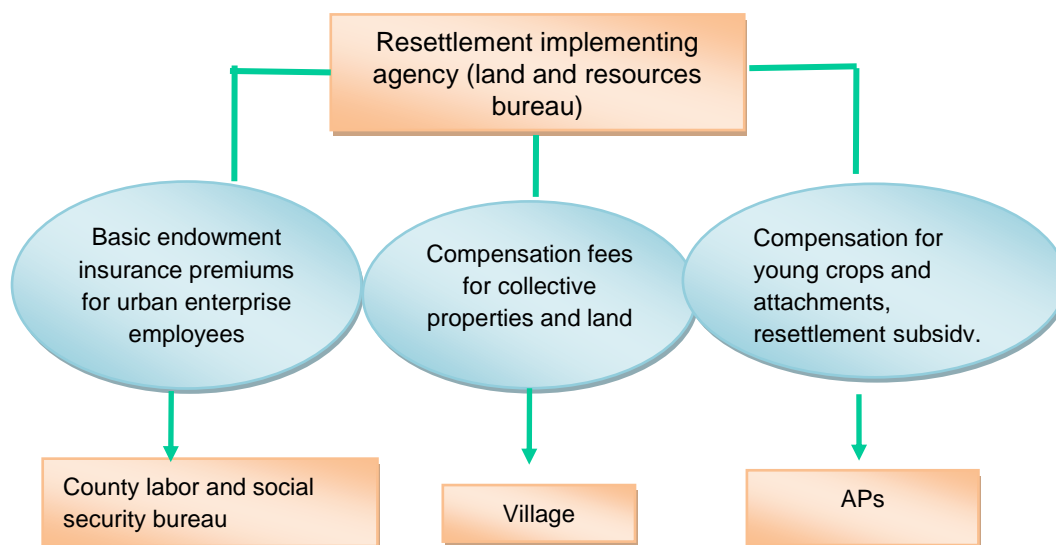 Resettlement implementing
agency (land and resources
bureau)
Basic endowment
insurance premiums
for urban enterprise
employees
Compensation fees
for collective
properties and land
Compensation for
young crops and
attachments,
resettlement subsidy.
County labor and social
security bureau
Village
APs